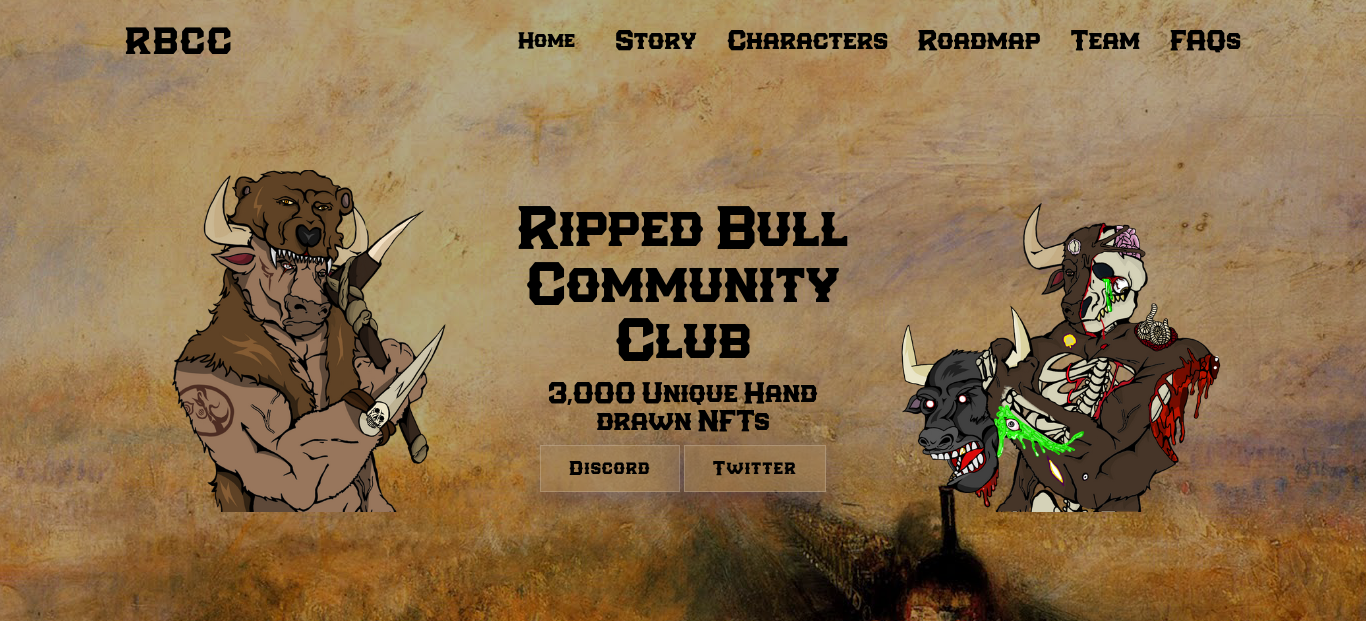 RBCC Home Story Characters Roadmap Team FAQs
Ripped Bull
Community
Club
3,000 Unique Hand
drawn NFTs
Discord Twitter